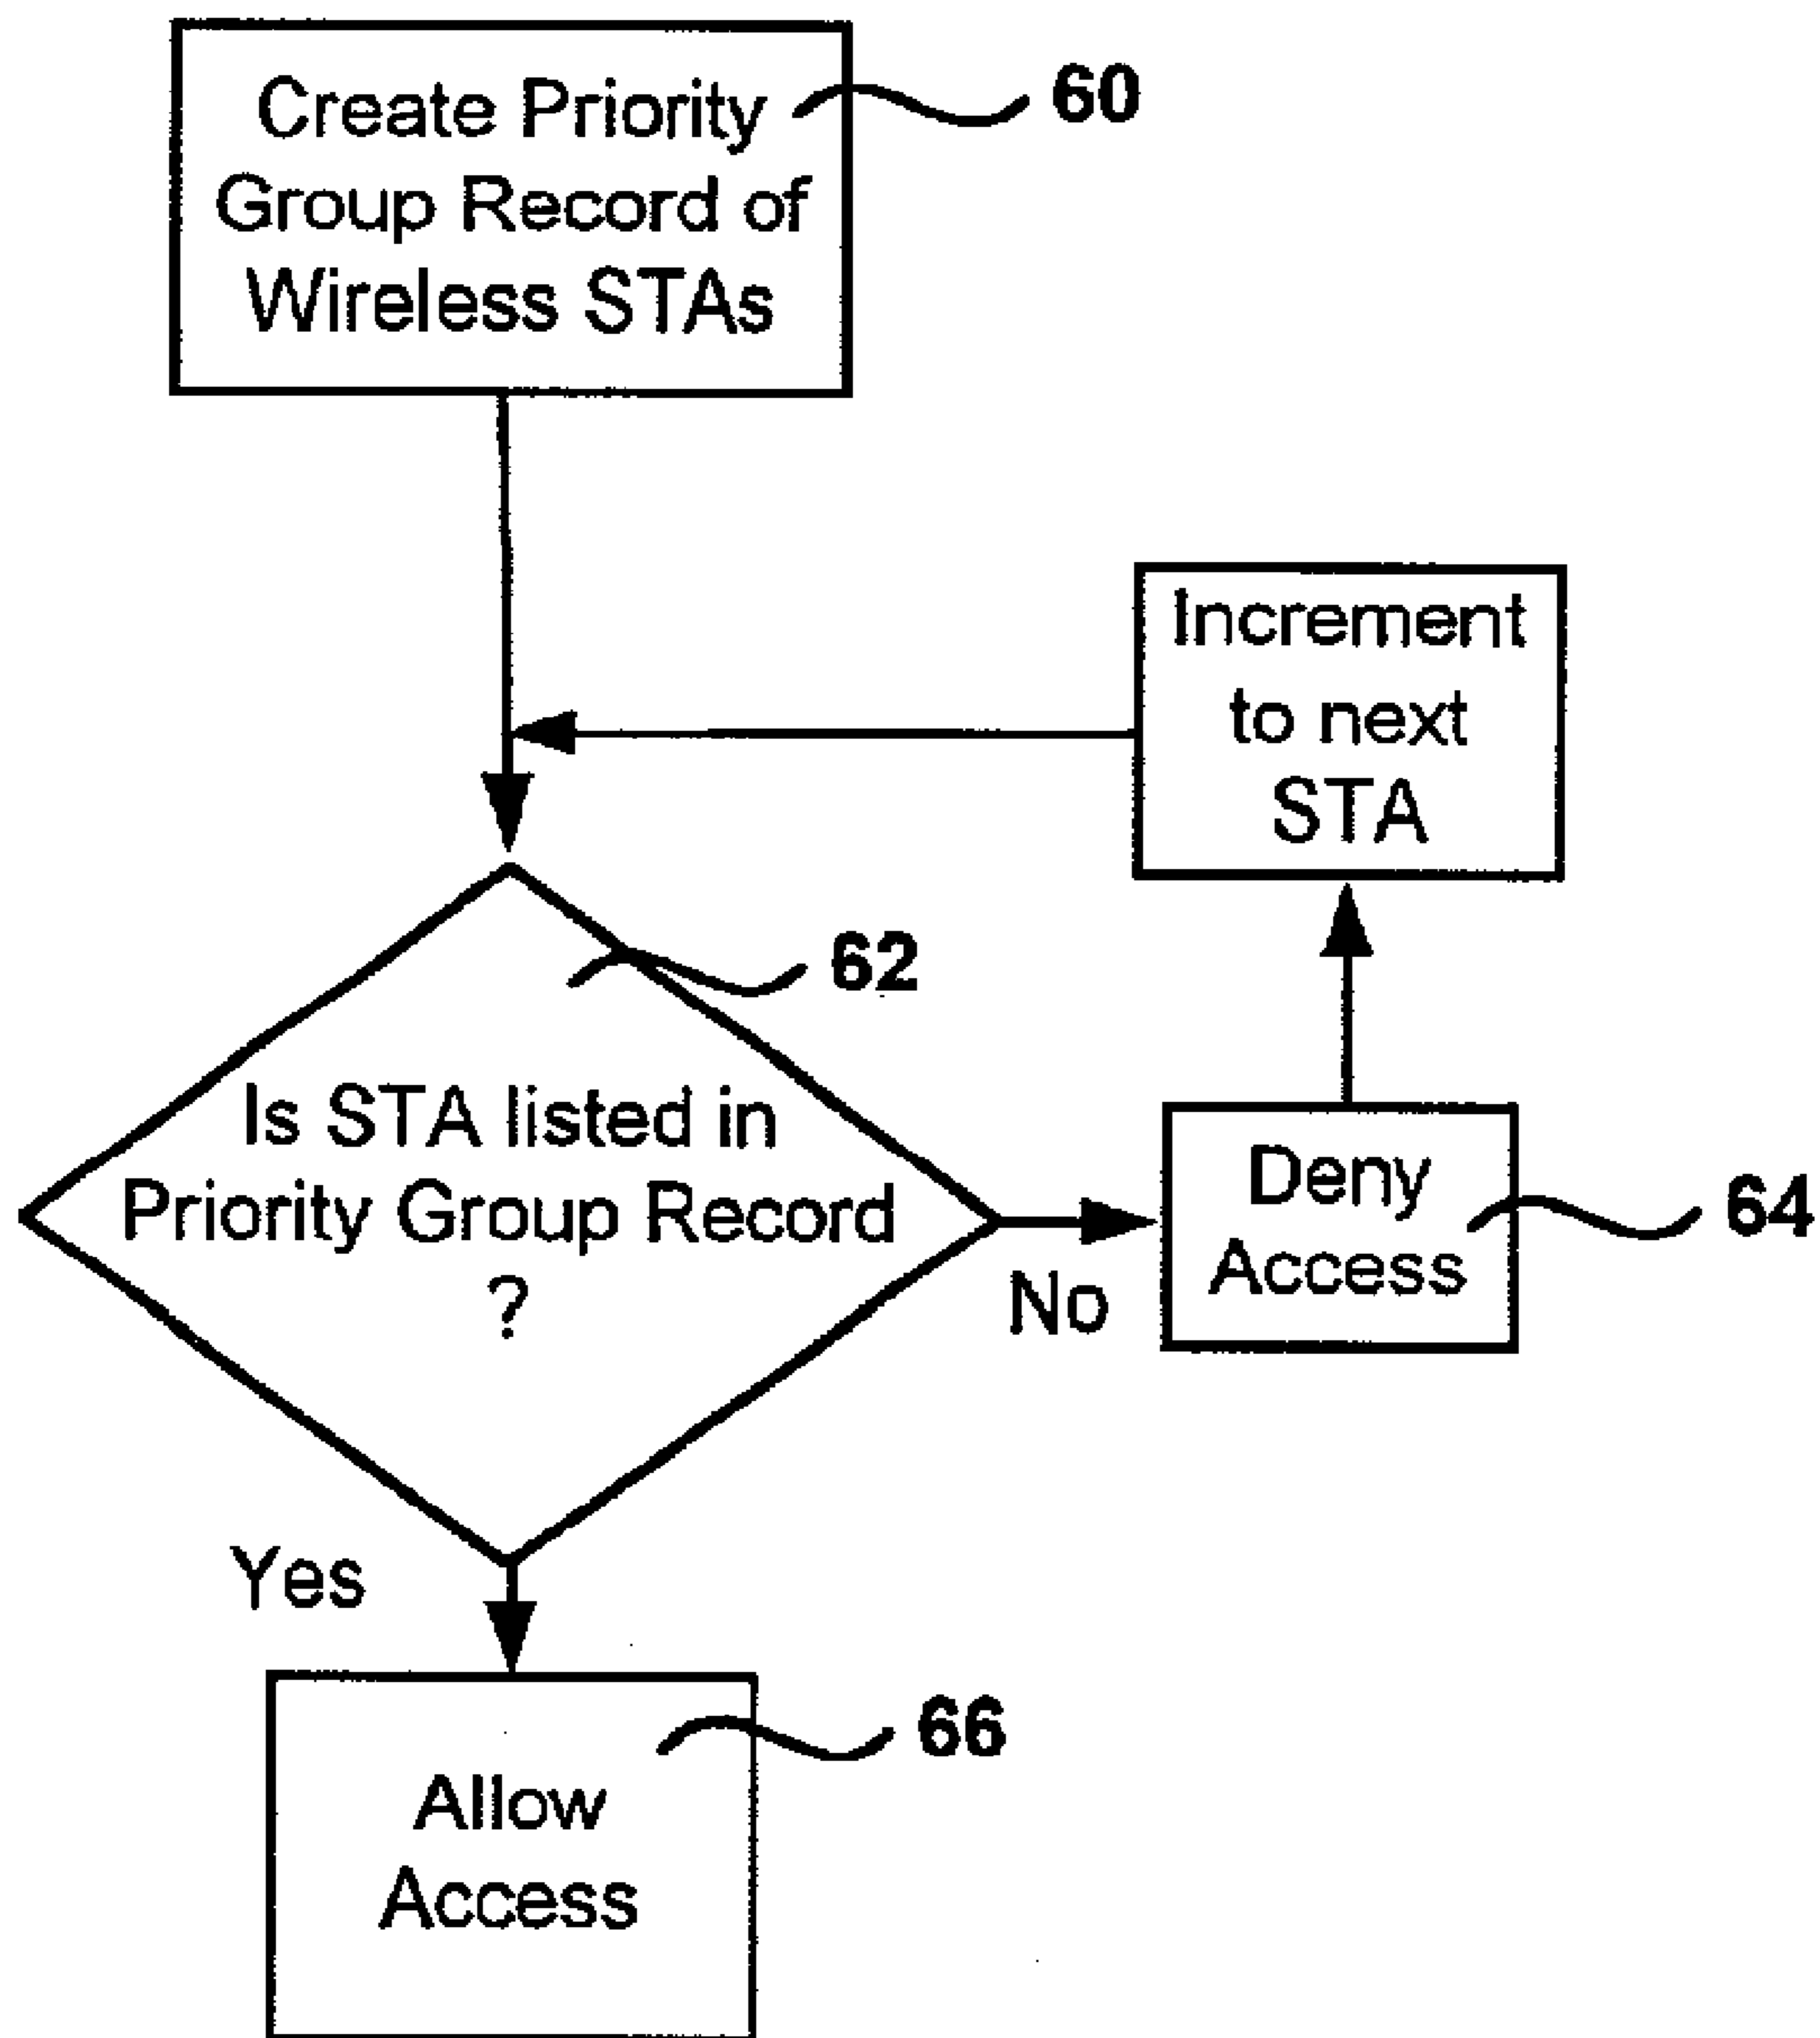 Create Priority
Group Record of
Wireless STAs
60
Increment
to next
STA
62
Is STA listed in
Priority Group Record
?
No
Deny
Access
64
Yes
66
Allow
Access